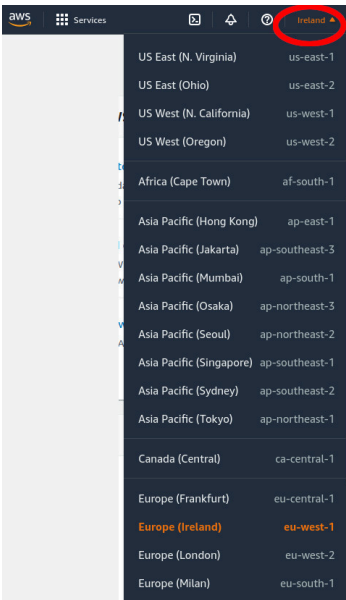 aws Services Ireland
US East (N. Virginia) us-east-1
US East (Ohio) us-east-2
US West (N. California) us-west-1
US West (Oregon) us-west-2
Africa (Cape Town) af-south-1
Asia Pacific (Hong Kong) ap-east-1
Asia Pacific (Jakarta) ap-southeast-3
Asia Pacific (Mumbai) ap-south-1
Asia Pacific (Osaka) ap-northeast-3
Asia Pacific (Seoul) ap-northeast-2
Asia Pacific (Singapore) ap-southeast-1
Asia Pacific (Sydney) ap-southeast-2
Asia Pacific (Tokyo) ap-northeast-1
Canada (Central) ca-central-1
Europe (Frankfurt) eu-central-1
Europe (Ireland) eu-west-1
Europe (London) eu-west-2
Europe (Milan) eu-south-1